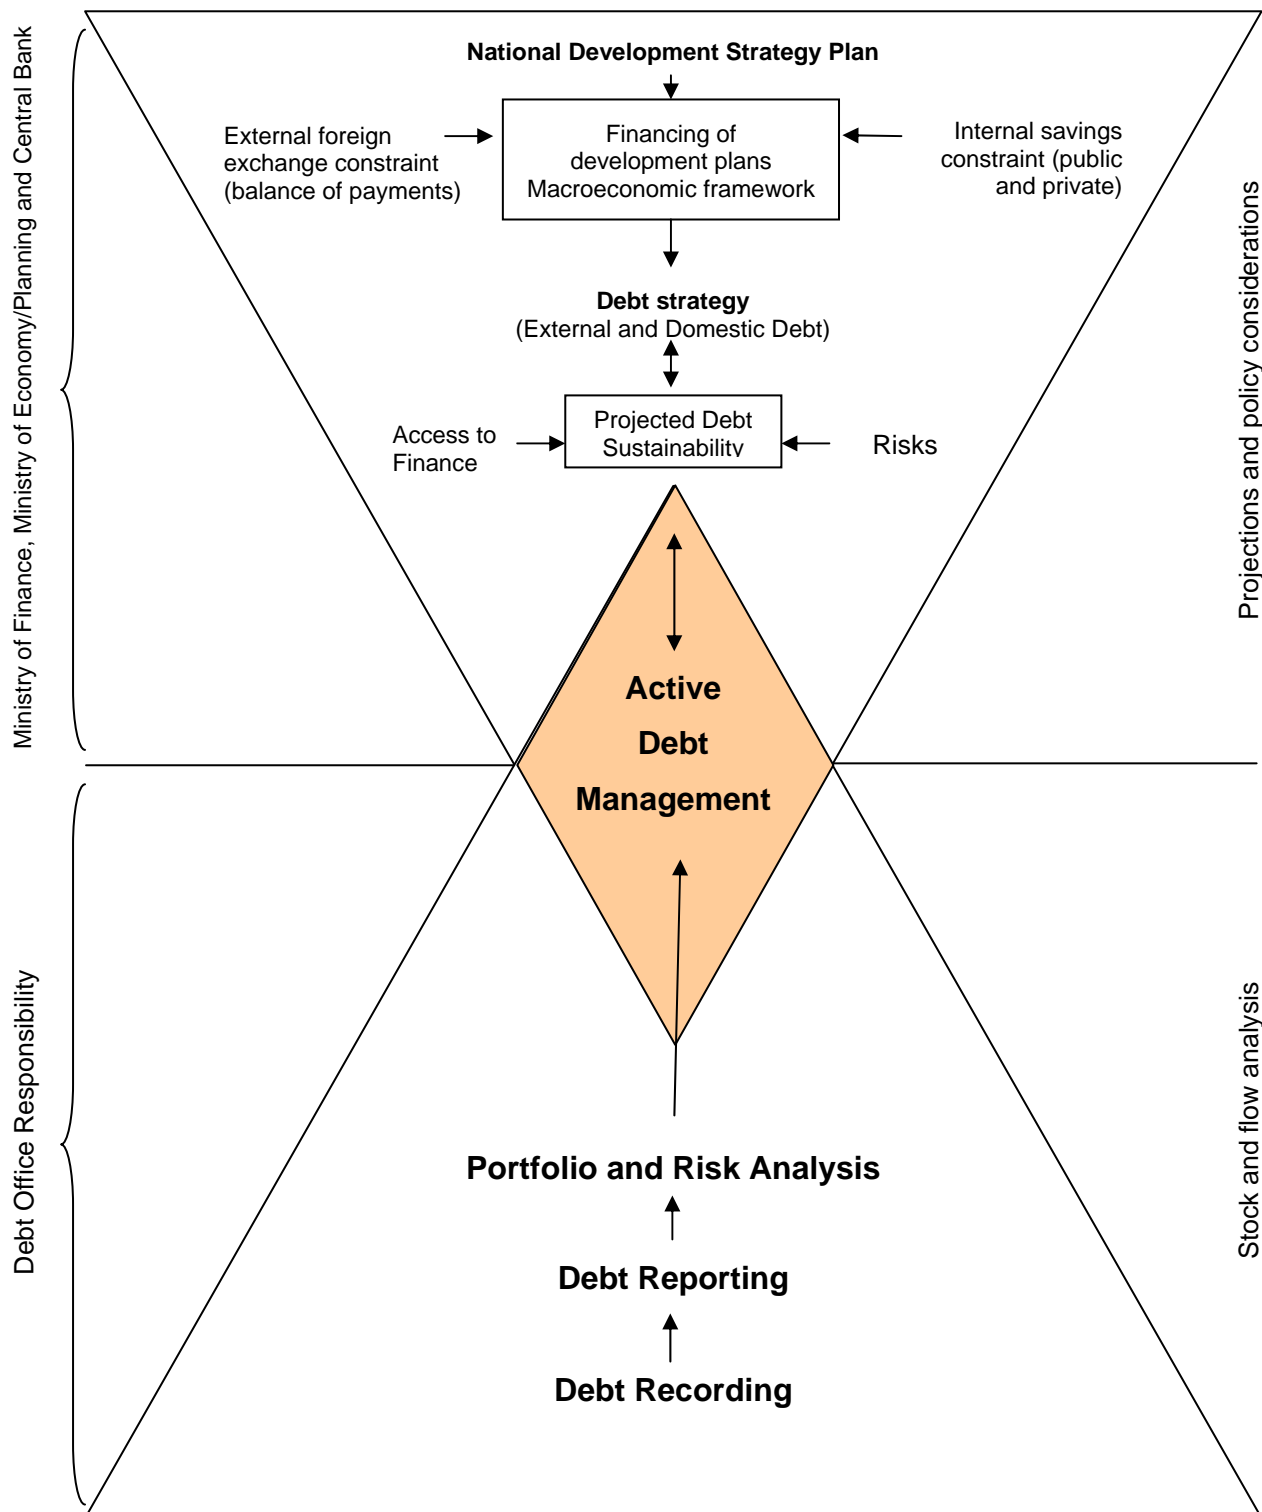 National Development Strategy Plan
External foreign
exchange constraint
(balance of payments)
Financing of
development plans
Macroeconomic framework
Internal savings
constraint (public
and private)
Debt strategy
(External and Domestic Debt)
Access to
Finance
Projected Debt
Sustainability
Risks
Active
Debt
Management
Portfolio and Risk Analysis
Debt Reporting
Debt Recording
Ministry of Finance, Ministry of Economy/Planning and Central Bank
Debt Office Responsibility
Projections and policy considerations
Stock and flow analysis